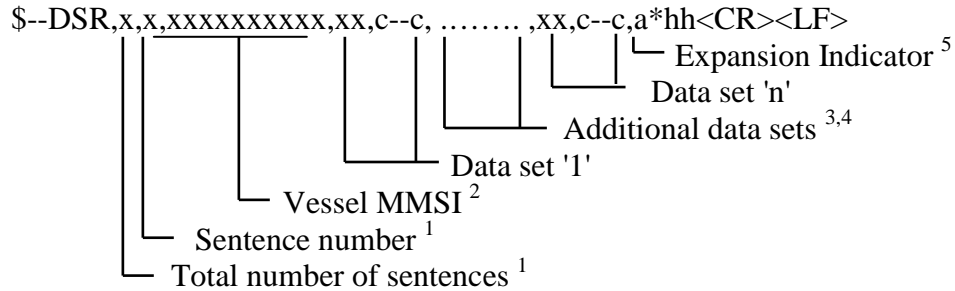 $--DSR,x,x,xxxxxxxxxx,xx,c--c, ........ ,xx,c--c,a*hh<CR><LF>
Expansion Indicator 5
Data set 'n'
Additional data sets 3,4
Data set '1'
Vessel MMSI 2
Sentence number 1
Total number of sentences 1